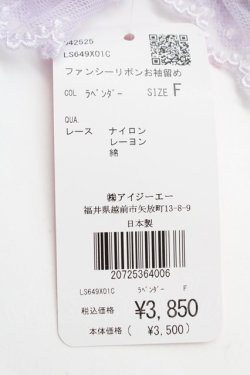 942525
LS649X01C
ファンシーリボンお袖留め
COL ラベンダー SIZE F
QUA.
レース ナイロン
レーヨン
綿
㈱アイジーエー
福井県越前市矢放町13-8-9
日本製
20725364006
LS649X01C ラベンダー F
税込価格 ¥3,850
本体価格 ( ¥3,500)